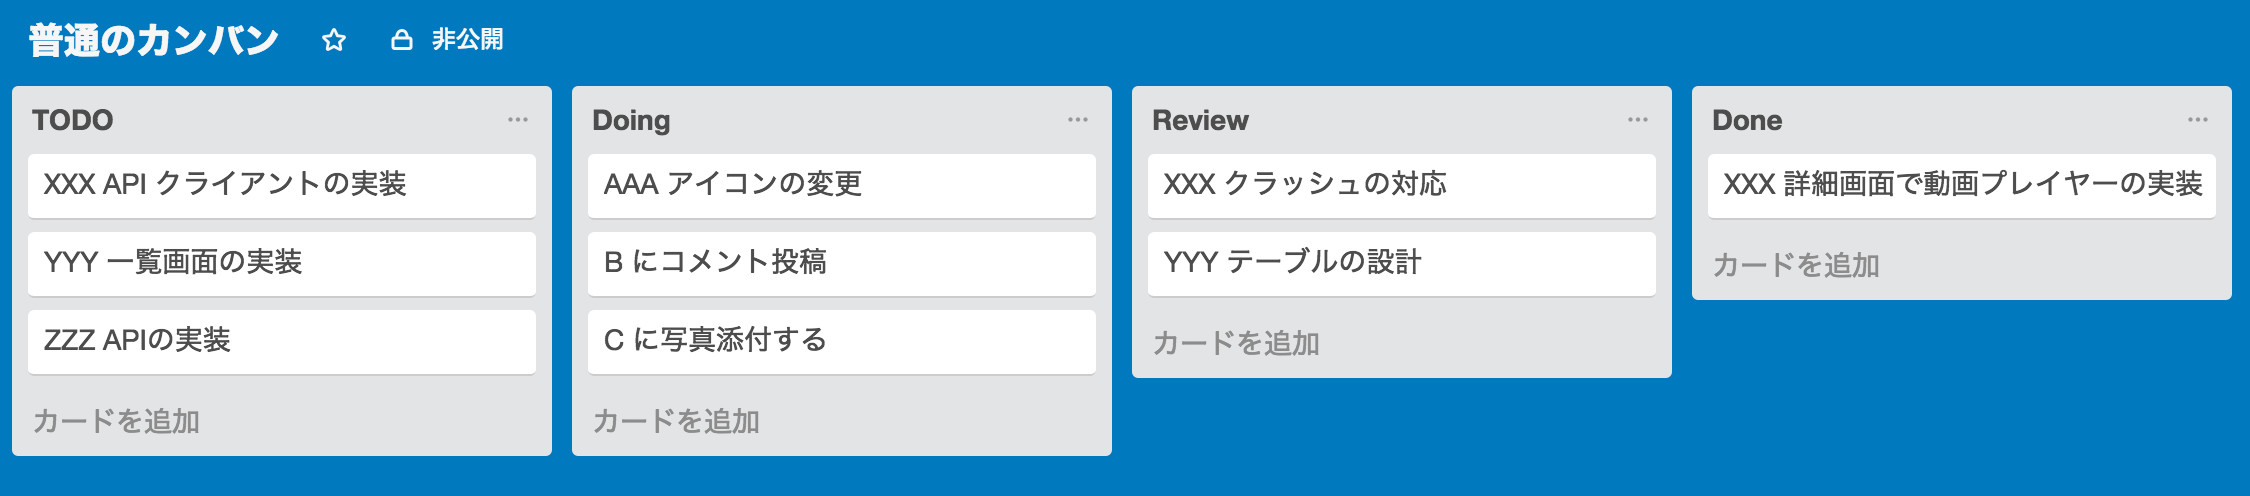 普通のカンバン
非公開
TODO
XXX API クライアントの実装
YYY 一覧画面の実装
ZZZ APIの実装
カードを追加
Doing
AAA アイコンの変更
B にコメント投稿
C に写真添付する
カードを追加
Review
XXX クラッシュの対応
YYY テーブルの設計
カードを追加
Done
XXX 詳細画面で動画プレイヤーの実装
カードを追加